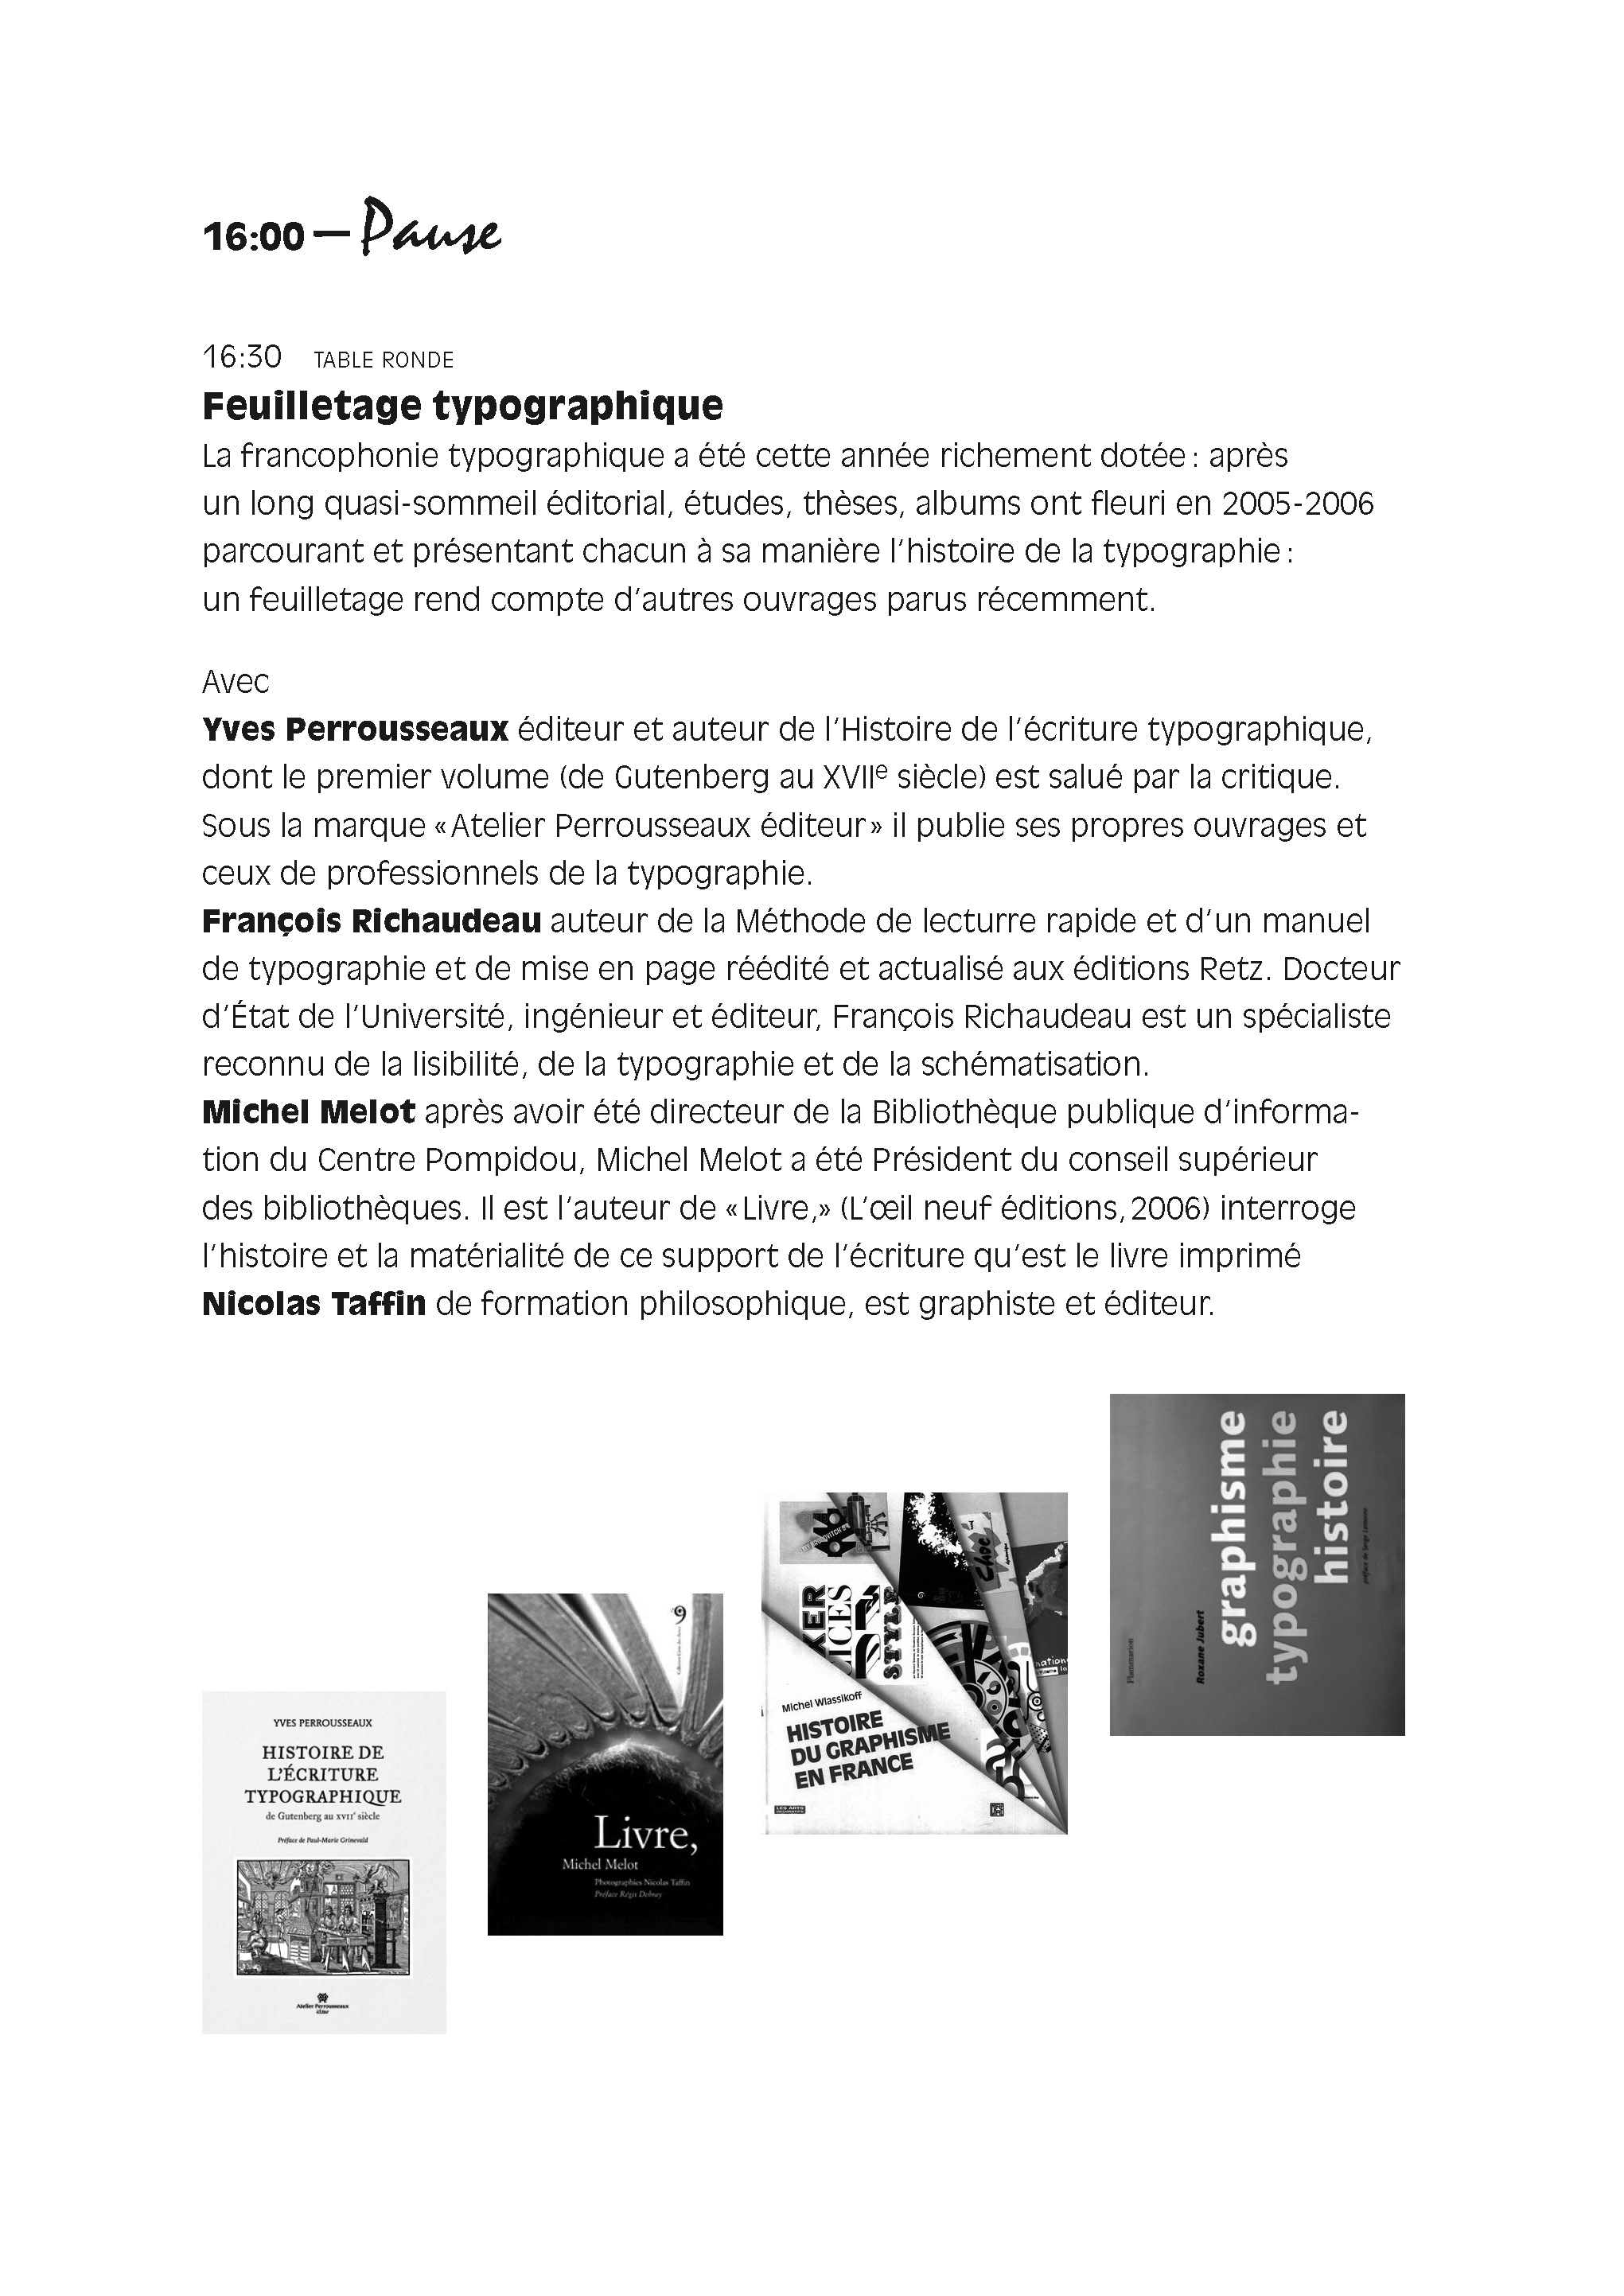 16:00 — Pause
16:30 TABLE RONDE
Feuilletage typographique
La francophonie typographique a été cette année richement dotée : après
un long quasi-sommeil éditorial, études, thèses, albums ont fleuri en 2005-2006
parcourant et présentant chacun à sa manière l'histoire de la typographie :
un feuilletage rend compte d'autres ouvrages parus récemment.
Avec
Yves Perrousseaux éditeur et auteur de l'Histoire de l'écriture typographique,
dont le premier volume (de Gutenberg au XVIIe siècle) est salué par la critique.
Sous la marque « Atelier Perrousseaux éditeur » il publie ses propres ouvrages et
ceux de professionnels de la typographie.
François Richaudeau auteur de la Méthode de lecturre rapide et d'un manuel
de typographie et de mise en page réédité et actualisé aux éditions Retz. Docteur
d'État de l'Université, ingénieur et éditeur, François Richaudeau est un spécialiste
reconnu de la lisibilité, de la typographie et de la schématisation.
Michel Melot après avoir été directeur de la Bibliothèque publique d'informa-
tion du Centre Pompidou, Michel Melot a été Président du conseil supérieur
des bibliothèques. Il est l'auteur de « Livre,» (L'œil neuf éditions, 2006) interroge
l'histoire et la matérialité de ce support de l'écriture qu'est le livre imprimé
Nicolas Taffin de formation philosophique, est graphiste et éditeur.
YVES PERROUSSEAUX
HISTOIRE DE
L'ÉCRITURE
TYPOGRAPHIQUE
de Gutenberg au XVIIe siècle
Préface de Paul-Marie Grinevald
Atelier Perrousseaux
éditeur
Livre,
Michel Melot
Photographies Nicolas Taffin
Préface Régis Debray
Choc
STYLE
Michel Wlassikoff
HISTOIRE
DU GRAPHISME
EN FRANCE
LES ARTS
DÉCORATIFS
Flammarion
Roxane Jubert
graphisme
typographie
histoire
préface de Serge Lemoine